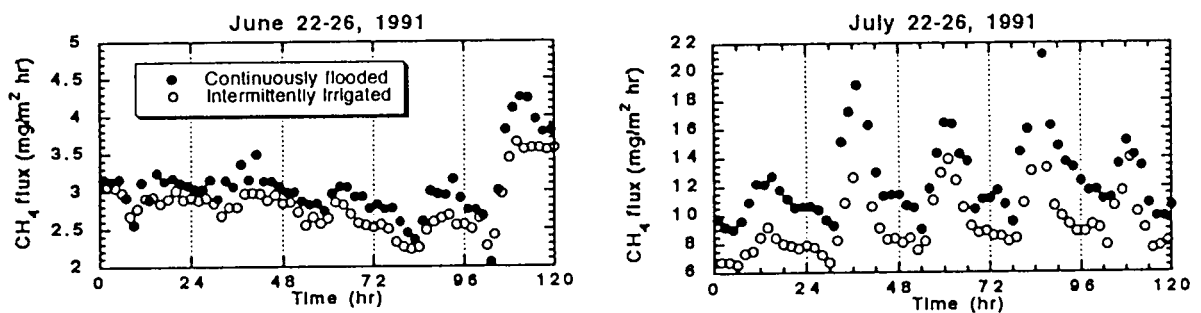 June 22-26, 1991
5
4.5
4
3.5
3
2.5
2
CH4 flux (mg/m2 hr)
Continuously flooded
Intermittently Irrigated
0 24 48 72 96 120
Time (hr)
July 22-26, 1991
22
20
18
16
14
12
10
8
6
CH4 flux (mg/m2 hr)
0 24 48 72 96 120
Time (hr)